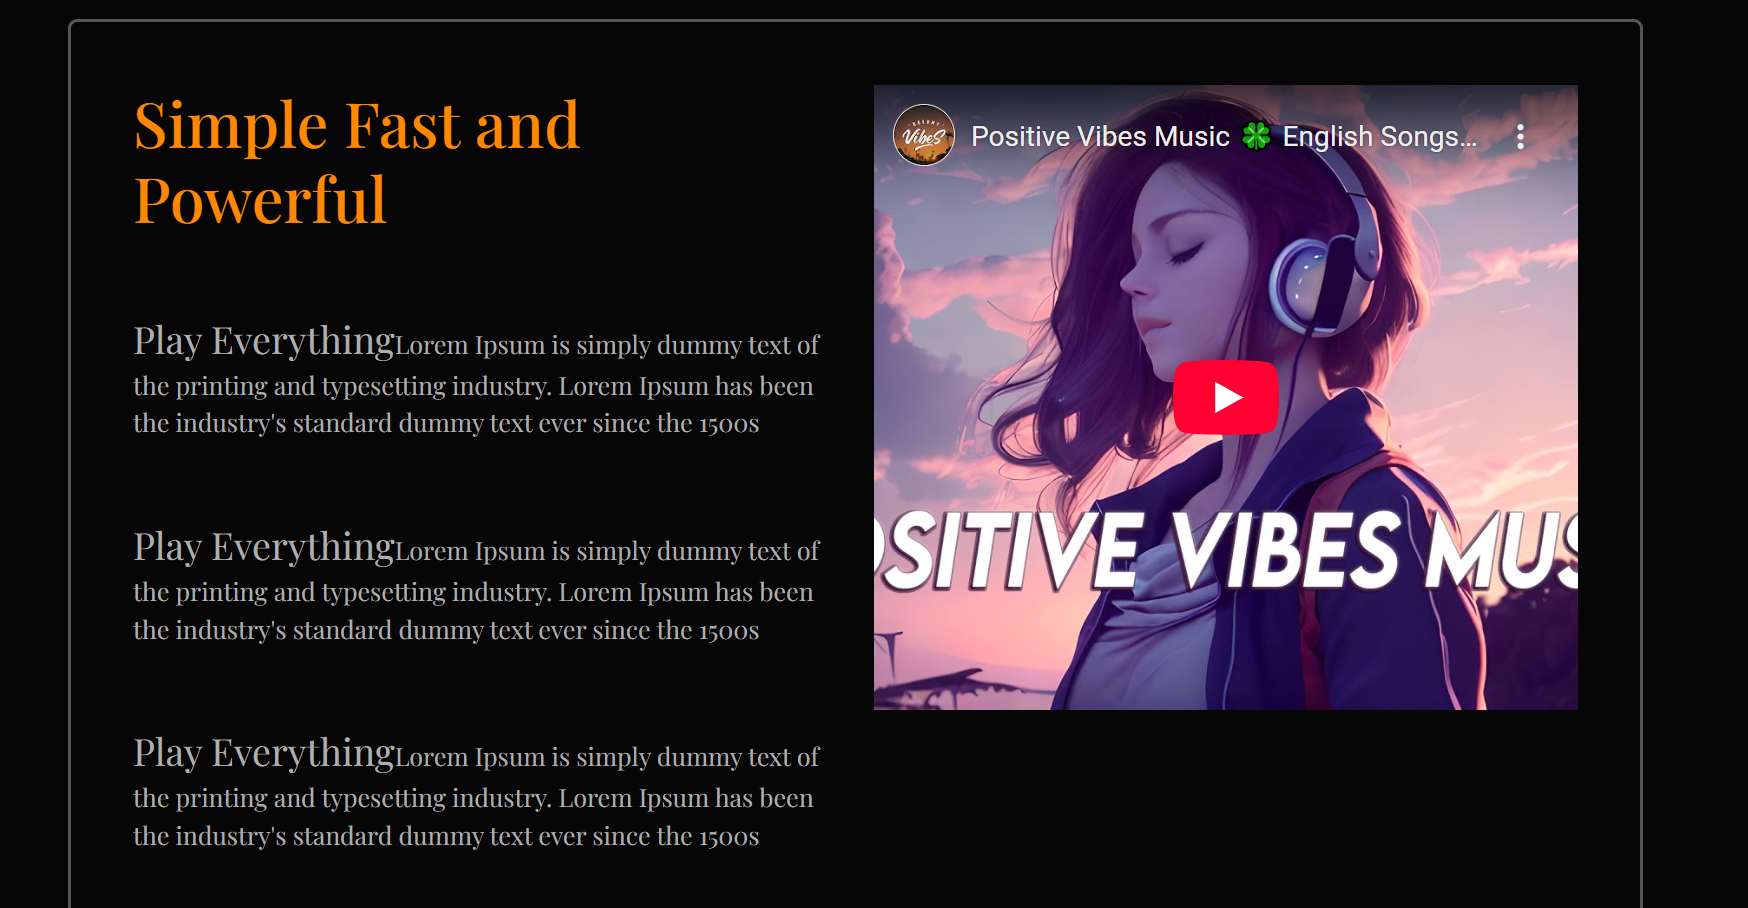 Simple Fast and
Powerful
Play EverythingLorem Ipsum is simply dummy text of
the printing and typesetting industry. Lorem Ipsum has been
the industry's standard dummy text ever since the 1500s
Play EverythingLorem Ipsum is simply dummy text of
the printing and typesetting industry. Lorem Ipsum has been
the industry's standard dummy text ever since the 1500s
Play EverythingLorem Ipsum is simply dummy text of
the printing and typesetting industry. Lorem Ipsum has been
the industry's standard dummy text ever since the 1500s
Vibes
Positive Vibes Music 🍀 English Songs...
OSITIVE VIBES MUS